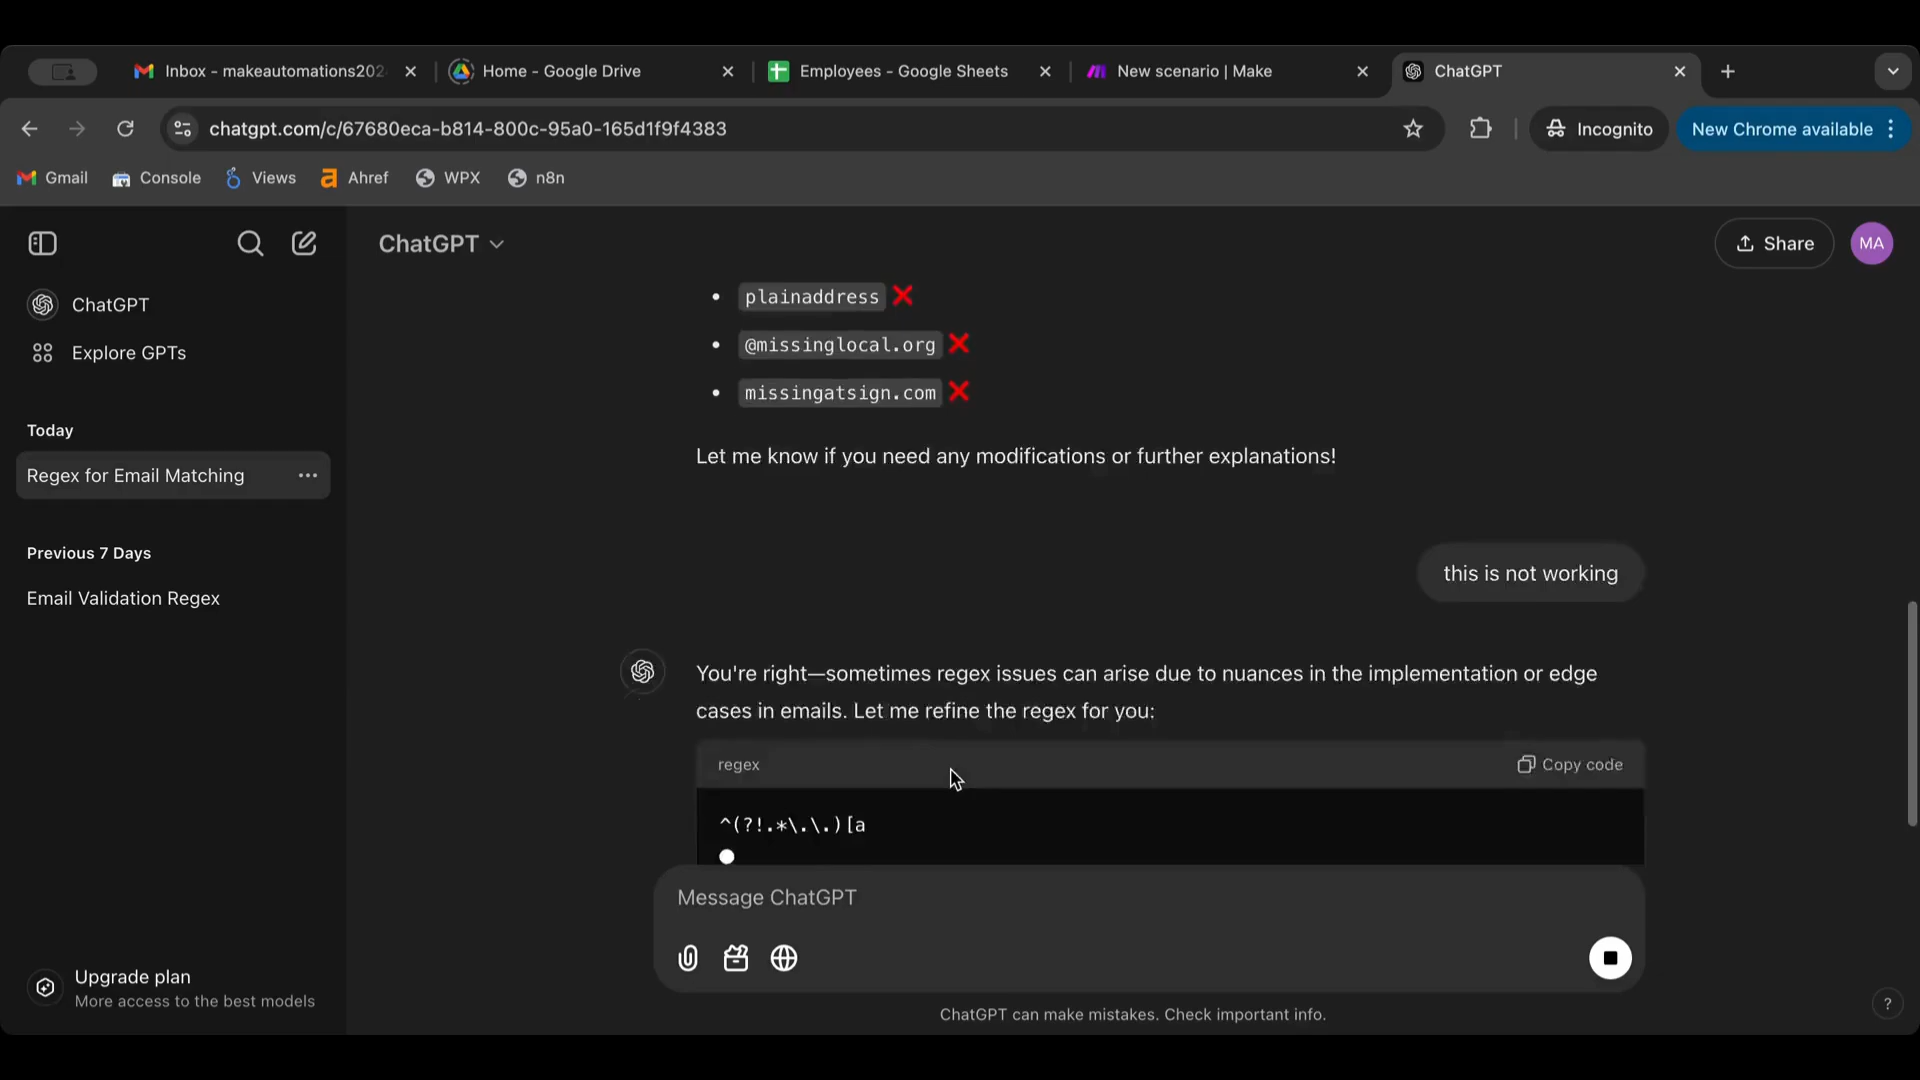 Inbox - makeautomations202
Home - Google Drive
Employees - Google Sheets
New scenario | Make
ChatGPT
chatgpt.com/c/67680eca-b814-800c-95a0-165d1f9f4383
Incognito
New Chrome available
Gmail
Console
Views
Ahref
WPX
n8n
ChatGPT
Share
MA
ChatGPT
Explore GPTs
Today
Regex for Email Matching
Previous 7 Days
Email Validation Regex
Upgrade plan
More access to the best models
plainaddress
@missinglocal.org
missingatsign.com
Let me know if you need any modifications or further explanations!
this is not working
You're right—sometimes regex issues can arise due to nuances in the implementation or edge
cases in emails. Let me refine the regex for you:
regex
Copy code
^(?!.*\.\.)[a
Message ChatGPT
ChatGPT can make mistakes. Check important info.
?